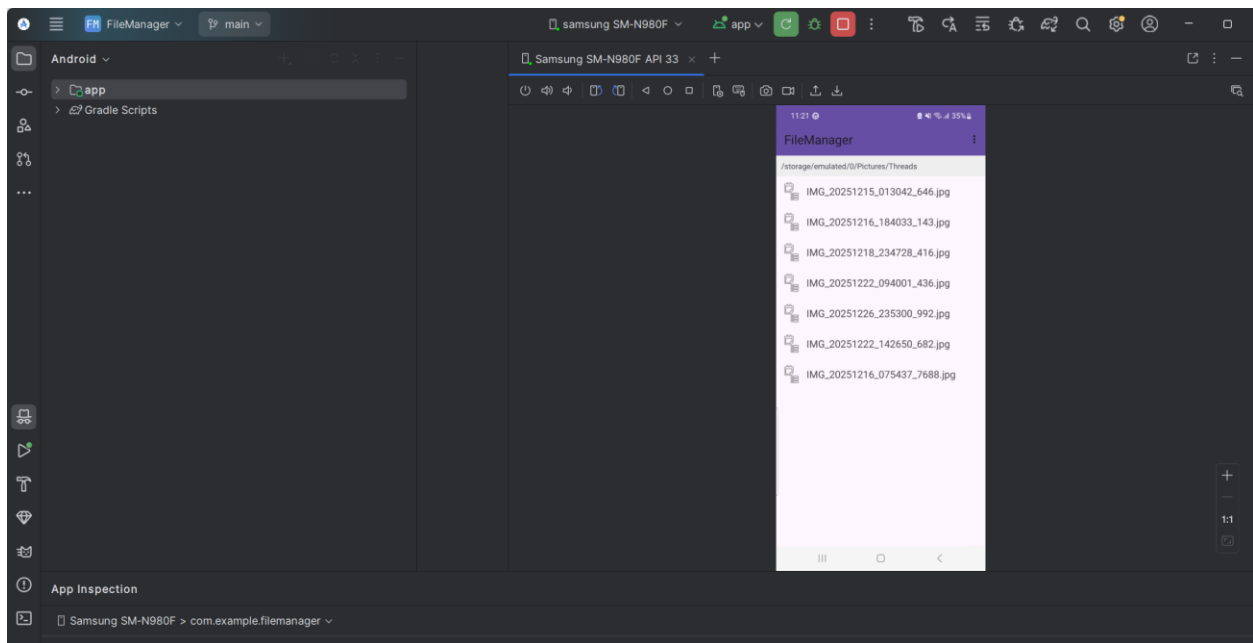 FM FileManager main samsung SM-N980F app
Android
Samsung SM-N980F API 33
app
Gradle Scripts
11:21 35%
FileManager
/storage/emulated/0/Pictures/Threads
IMG_20251215_013042_646.jpg
IMG_20251216_184033_143.jpg
IMG_20251218_234728_416.jpg
IMG_20251222_094001_436.jpg
IMG_20251226_235300_992.jpg
IMG_20251222_142650_682.jpg
IMG_20251216_075437_7688.jpg
1:1
App Inspection
Samsung SM-N980F > com.example.filemanager